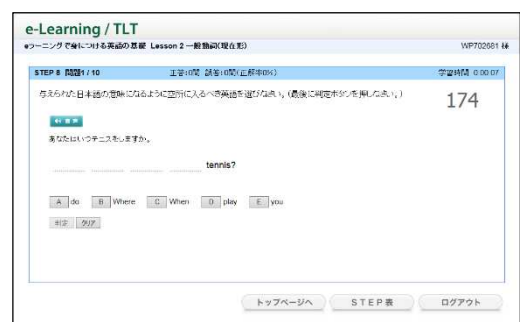 e-Learning / TLT
eラーニングで身につける英語の基礎 Lesson 2 一般動詞(現在形)
WP702681 様
STEP 8 問題1 / 10
正答:0問 誤答:0問(正解率0%)
学習時間 0:00:07
与えられた日本語の意味になるように空所に入るべき英語を選びなさい。(最後に判定ボタンを押しなさい。)
174
音声
あなたはいつテニスをしますか。
tennis?
A do B Where C When D play E you
判定 クリア
トップページへ STEP表 ログアウト